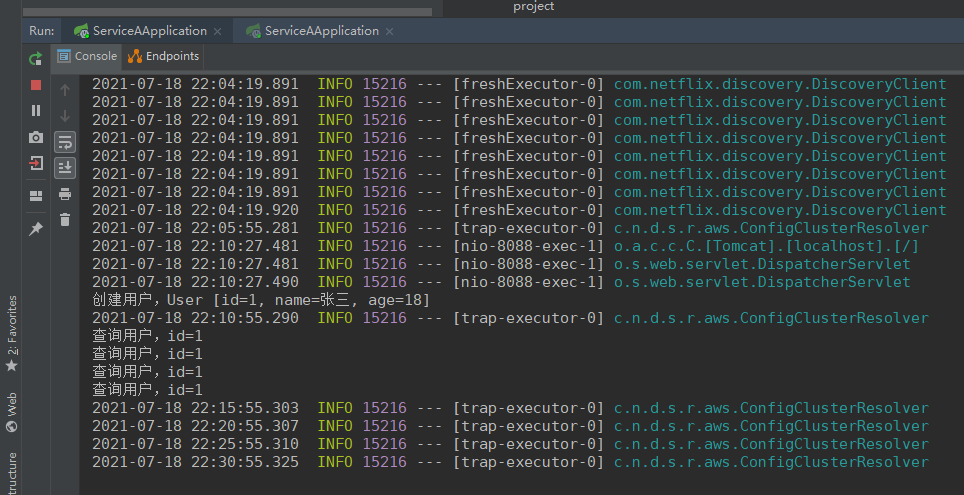 project
Run: ServiceAApplication × ServiceAApplication ×
Console Endpoints
2021-07-18 22:04:19.891  INFO 15216 --- [freshExecutor-0] com.netflix.discovery.DiscoveryClient
2021-07-18 22:04:19.891  INFO 15216 --- [freshExecutor-0] com.netflix.discovery.DiscoveryClient
2021-07-18 22:04:19.891  INFO 15216 --- [freshExecutor-0] com.netflix.discovery.DiscoveryClient
2021-07-18 22:04:19.891  INFO 15216 --- [freshExecutor-0] com.netflix.discovery.DiscoveryClient
2021-07-18 22:04:19.891  INFO 15216 --- [freshExecutor-0] com.netflix.discovery.DiscoveryClient
2021-07-18 22:04:19.891  INFO 15216 --- [freshExecutor-0] com.netflix.discovery.DiscoveryClient
2021-07-18 22:04:19.891  INFO 15216 --- [freshExecutor-0] com.netflix.discovery.DiscoveryClient
2021-07-18 22:04:19.920  INFO 15216 --- [freshExecutor-0] com.netflix.discovery.DiscoveryClient
2021-07-18 22:05:55.281  INFO 15216 --- [trap-executor-0] c.n.d.s.r.aws.ConfigClusterResolver
2021-07-18 22:10:27.481  INFO 15216 --- [nio-8088-exec-1] o.a.c.c.C.[Tomcat].[localhost].[/]
2021-07-18 22:10:27.481  INFO 15216 --- [nio-8088-exec-1] o.s.web.servlet.DispatcherServlet
2021-07-18 22:10:27.490  INFO 15216 --- [nio-8088-exec-1] o.s.web.servlet.DispatcherServlet
创建用户，User [id=1, name=张三, age=18]
2021-07-18 22:10:55.290  INFO 15216 --- [trap-executor-0] c.n.d.s.r.aws.ConfigClusterResolver
查询用户，id=1
查询用户，id=1
查询用户，id=1
查询用户，id=1
2021-07-18 22:15:55.303  INFO 15216 --- [trap-executor-0] c.n.d.s.r.aws.ConfigClusterResolver
2021-07-18 22:20:55.307  INFO 15216 --- [trap-executor-0] c.n.d.s.r.aws.ConfigClusterResolver
2021-07-18 22:25:55.310  INFO 15216 --- [trap-executor-0] c.n.d.s.r.aws.ConfigClusterResolver
2021-07-18 22:30:55.325  INFO 15216 --- [trap-executor-0] c.n.d.s.r.aws.ConfigClusterResolver
2: Favorites
Web
ructure